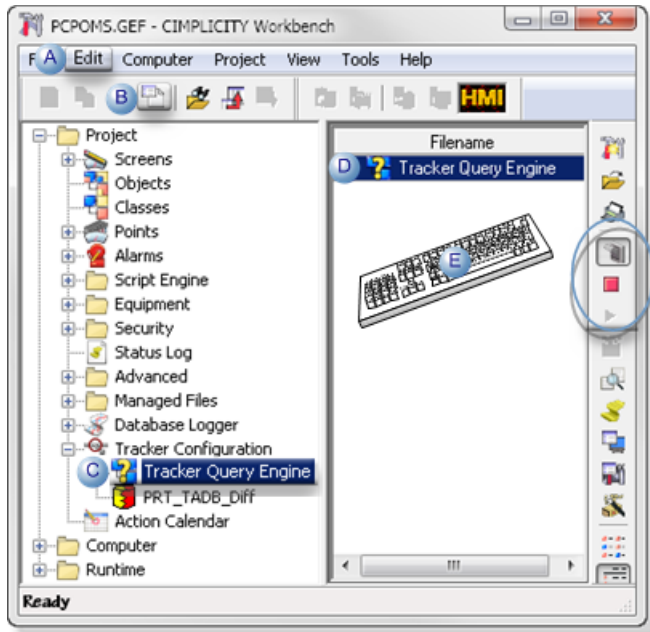 PCPOMS.GEF - CIMPLICITY Workbench
F A Edit Computer Project View Tools Help
B HMI
Project
Screens
Objects
Classes
Points
Alarms
Script Engine
Equipment
Security
Status Log
Advanced
Managed Files
Database Logger
Tracker Configuration
C Tracker Query Engine
PRT_TADB_Diff
Action Calendar
Computer
Runtime
Filename
D Tracker Query Engine
E
Ready